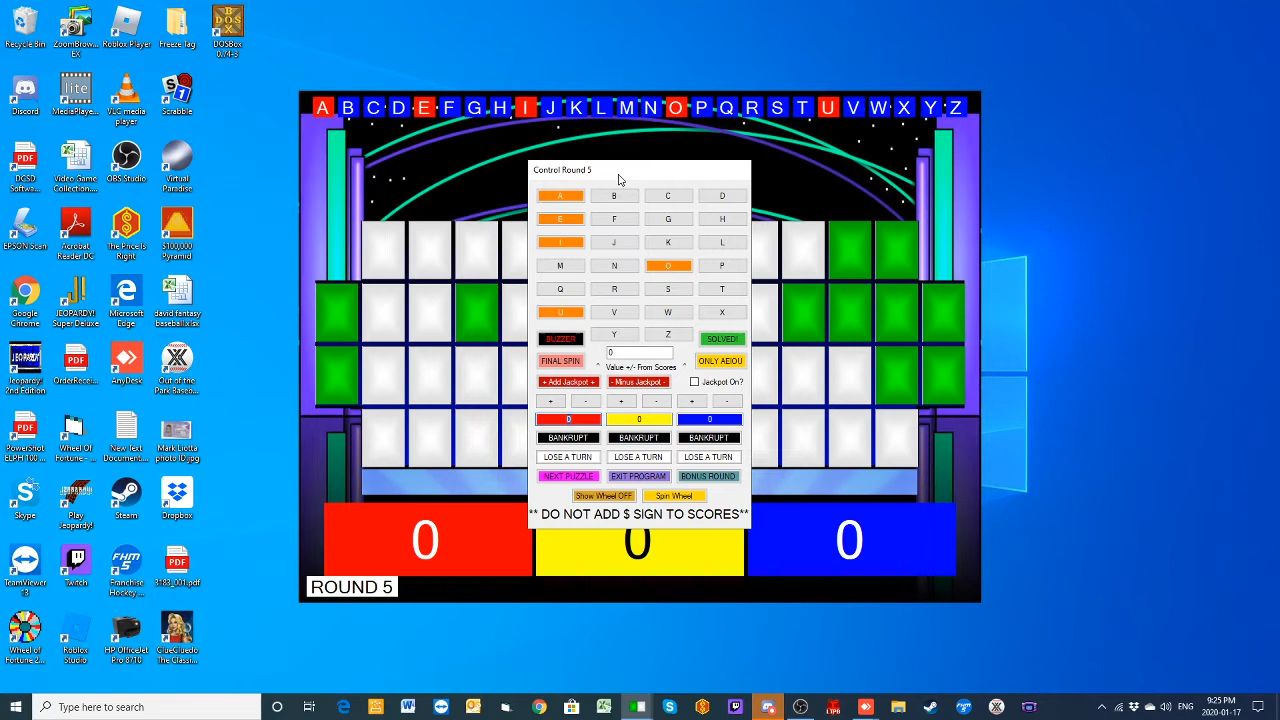 Recycle Bin
ZoomBrow... EX
Roblox Player
Freeze Tag
DOSBox 0.74-3
Discord
MediaPlaye...
VLC media player
Scrabble
DCSD Softwa...
Video Game Collection....
OBS Studio
Virtual Paradise
EPSON Scan
Acrobat Reader DC
The Price Is Right
$100,000 Pyramid
Google Chrome
JEOPARDY! Super Deluxe
Microsoft Edge
david fantasy baseball.xlsx
Jeopardy: 2nd Edition
OrderRecei...
AnyDesk
Out of the Park Baseb...
PowerShot ELPH 100 ...
Wheel Of Fortune - ...
New Text Document...
Mark Liotta photo ID.jpg
Skype
Play Jeopardy!
Steam
Dropbox
TeamViewer 13
Twitch
Franchise Hockey ...
3183_001.pdf
Wheel of Fortune 2...
Roblox Studio
HP OfficeJet Pro 8710
ClueCluedo The Classi...
A B C D E F G H I J K L M N O P Q R S T U V W X Y Z
Control Round 5
A B C D
E F G H
I J K L
M N O P
Q R S T
U V W X
BUZZER Y Z SOLVED!
0
FINAL SPIN ^ Value +/- From Scores ^ ONLY AEIOU
+ Add Jackpot + - Minus Jackpot - Jackpot On?
+ - + - + -
0 0 0
BANKRUPT BANKRUPT BANKRUPT
LOSE A TURN LOSE A TURN LOSE A TURN
NEXT PUZZLE EXIT PROGRAM BONUS ROUND
Show Wheel OFF Spin Wheel
** DO NOT ADD $ SIGN TO SCORES**
0 0 0
ROUND 5
Type here to search
ENG
9:25 PM
2020-01-17